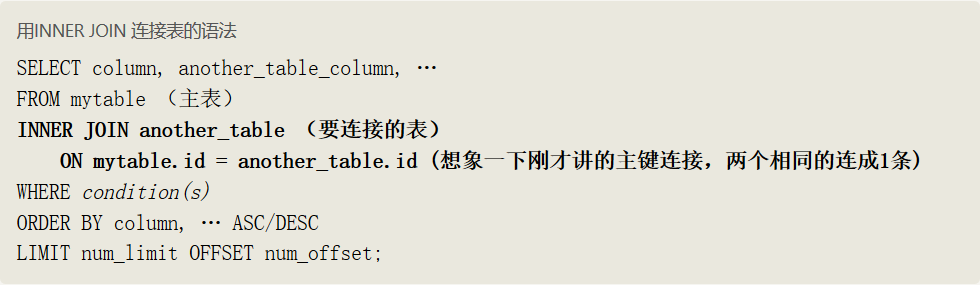 用INNER JOIN 连接表的语法
SELECT column, another_table_column, …
FROM mytable （主表）
INNER JOIN another_table （要连接的表）
ON mytable.id = another_table.id (想象一下刚才讲的主键连接，两个相同的连成1条)
WHERE condition(s)
ORDER BY column, … ASC/DESC
LIMIT num_limit OFFSET num_offset;